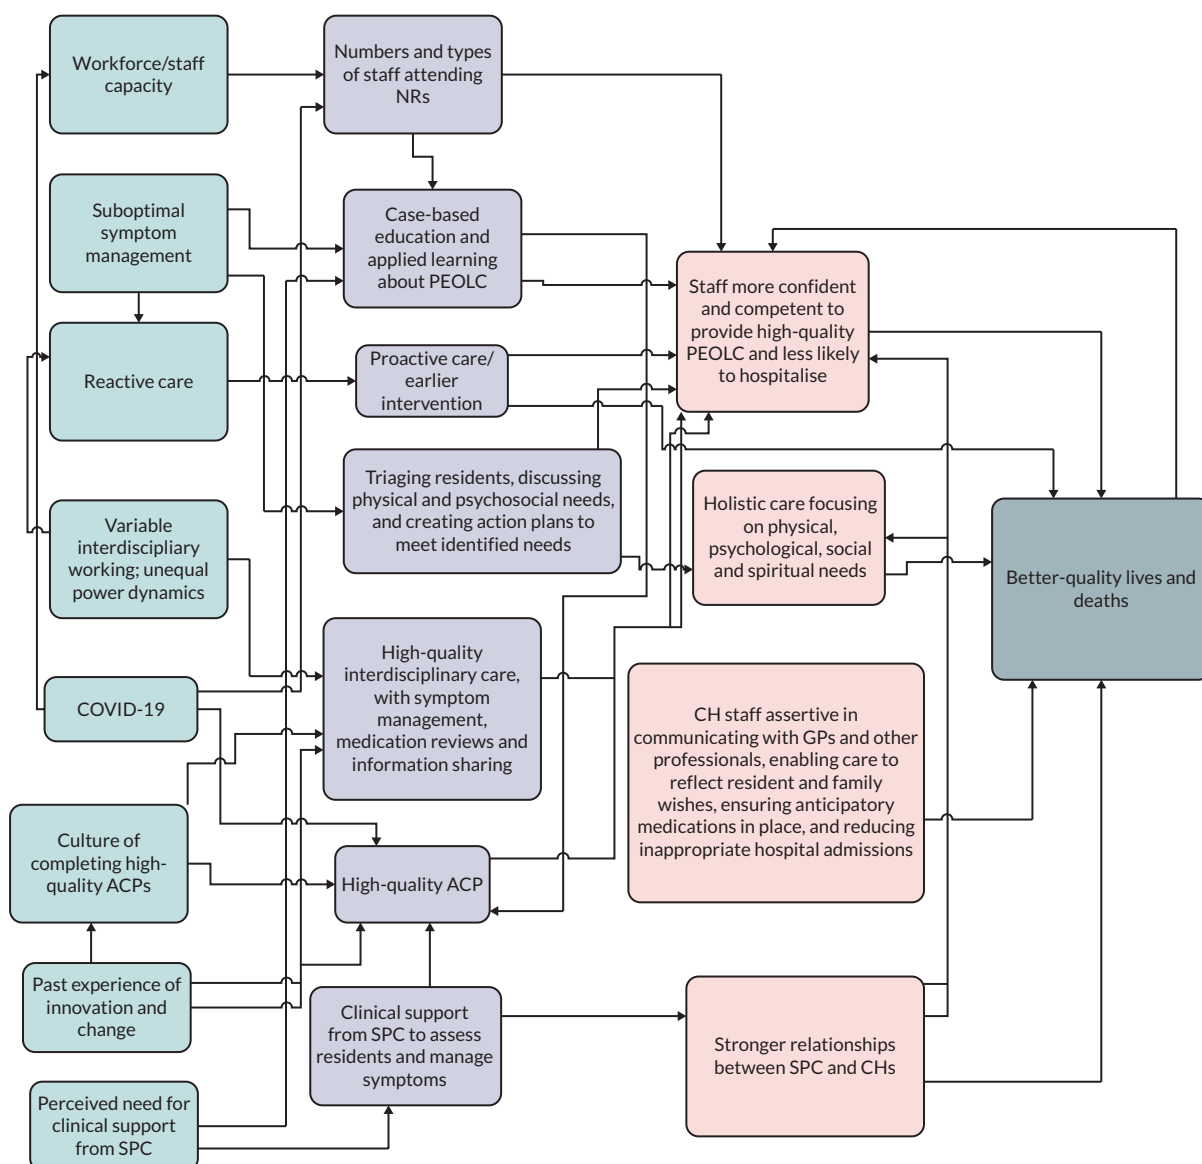 Workforce/staff
capacity
Numbers and types
of staff attending
NRs
Suboptimal
symptom
management
Case-based
education and
applied learning
about PEOLC
Staff more confident
and competent to
provide high-quality
PEOLC and less likely
to hospitalise
Reactive care
Proactive care/
earlier
intervention
Triaging residents, discussing
physical and psychosocial needs,
and creating action plans to
meet identified needs
Holistic care focusing
on physical,
psychological, social
and spiritual needs
Variable
interdiscipliary
working; unequal
power dynamics
Better-quality lives and
deaths
High-quality
interdisciplinary care,
with symptom
management,
medication reviews and
information sharing
COVID-19
CH staff assertive in
communicating with GPs and other
professionals, enabling care to
reflect resident and family
wishes, ensuring anticipatory
medications in place, and reducing
inappropriate hospital admissions
Culture of
completing high-
quality ACPs
High-quality ACP
Past experience of
innovation and
change
Clinical support
from SPC to assess
residents and manage
symptoms
Stronger relationships
between SPC and CHs
Perceived need for
clinical support
from SPC